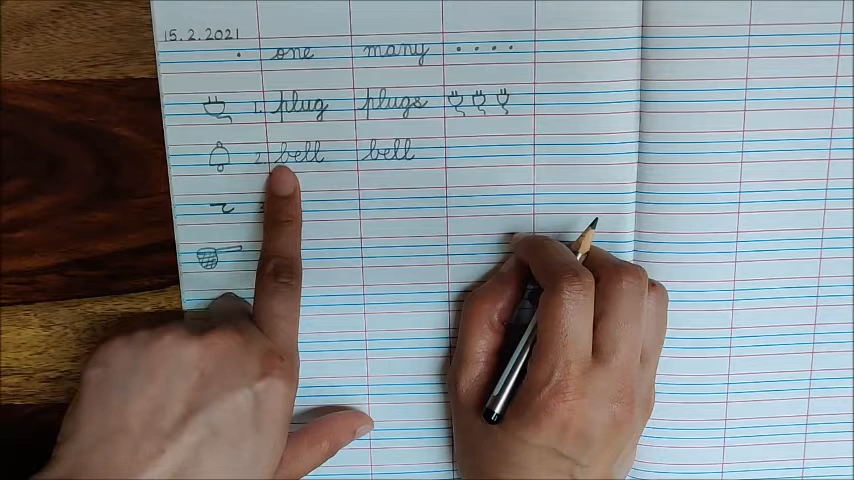 15.2.2021
one many
1. plug plugs
2. bell bell